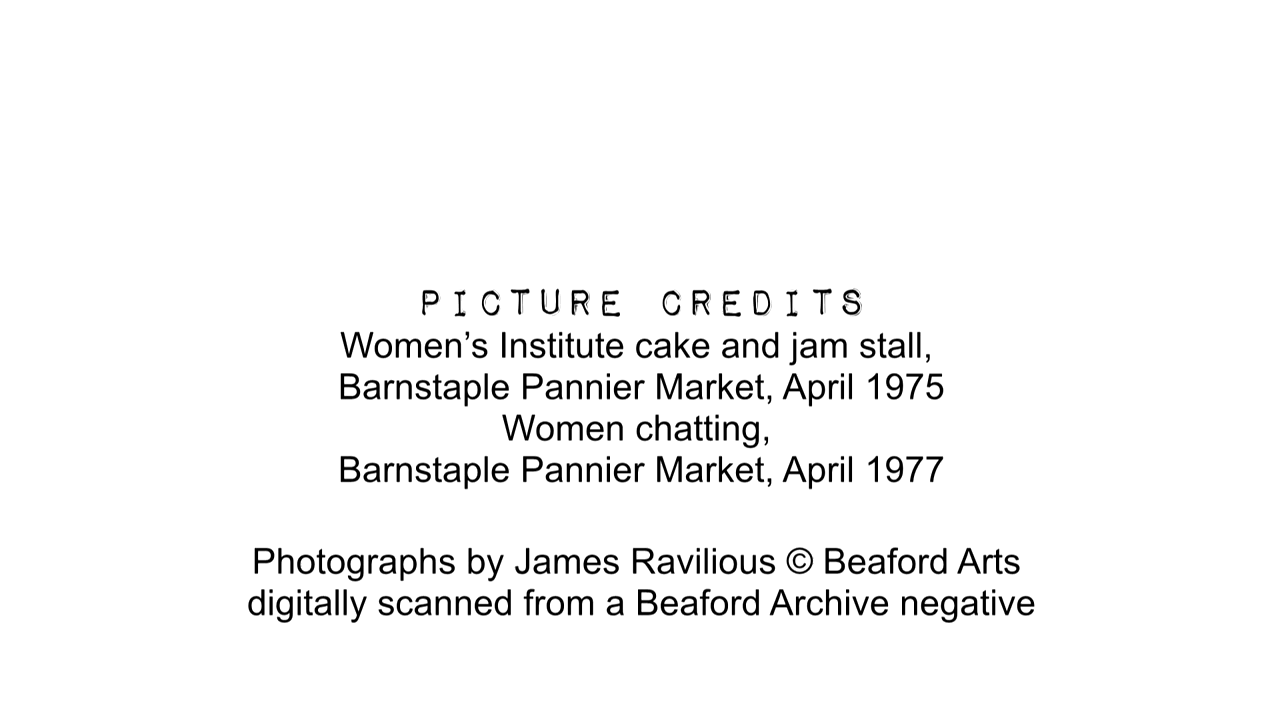 PICTURE CREDITS
Women’s Institute cake and jam stall,
Barnstaple Pannier Market, April 1975
Women chatting,
Barnstaple Pannier Market, April 1977
Photographs by James Ravilious © Beaford Arts
digitally scanned from a Beaford Archive negative